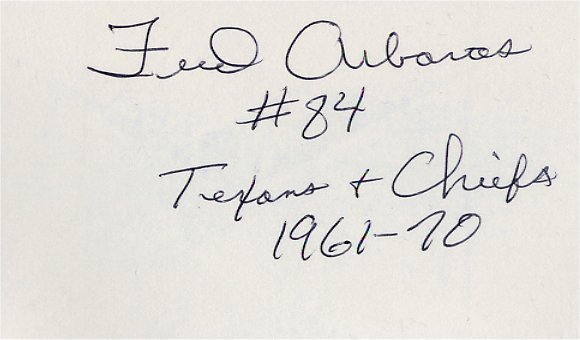 Fred Arbanas
#84
Texans + Chiefs
1961-70